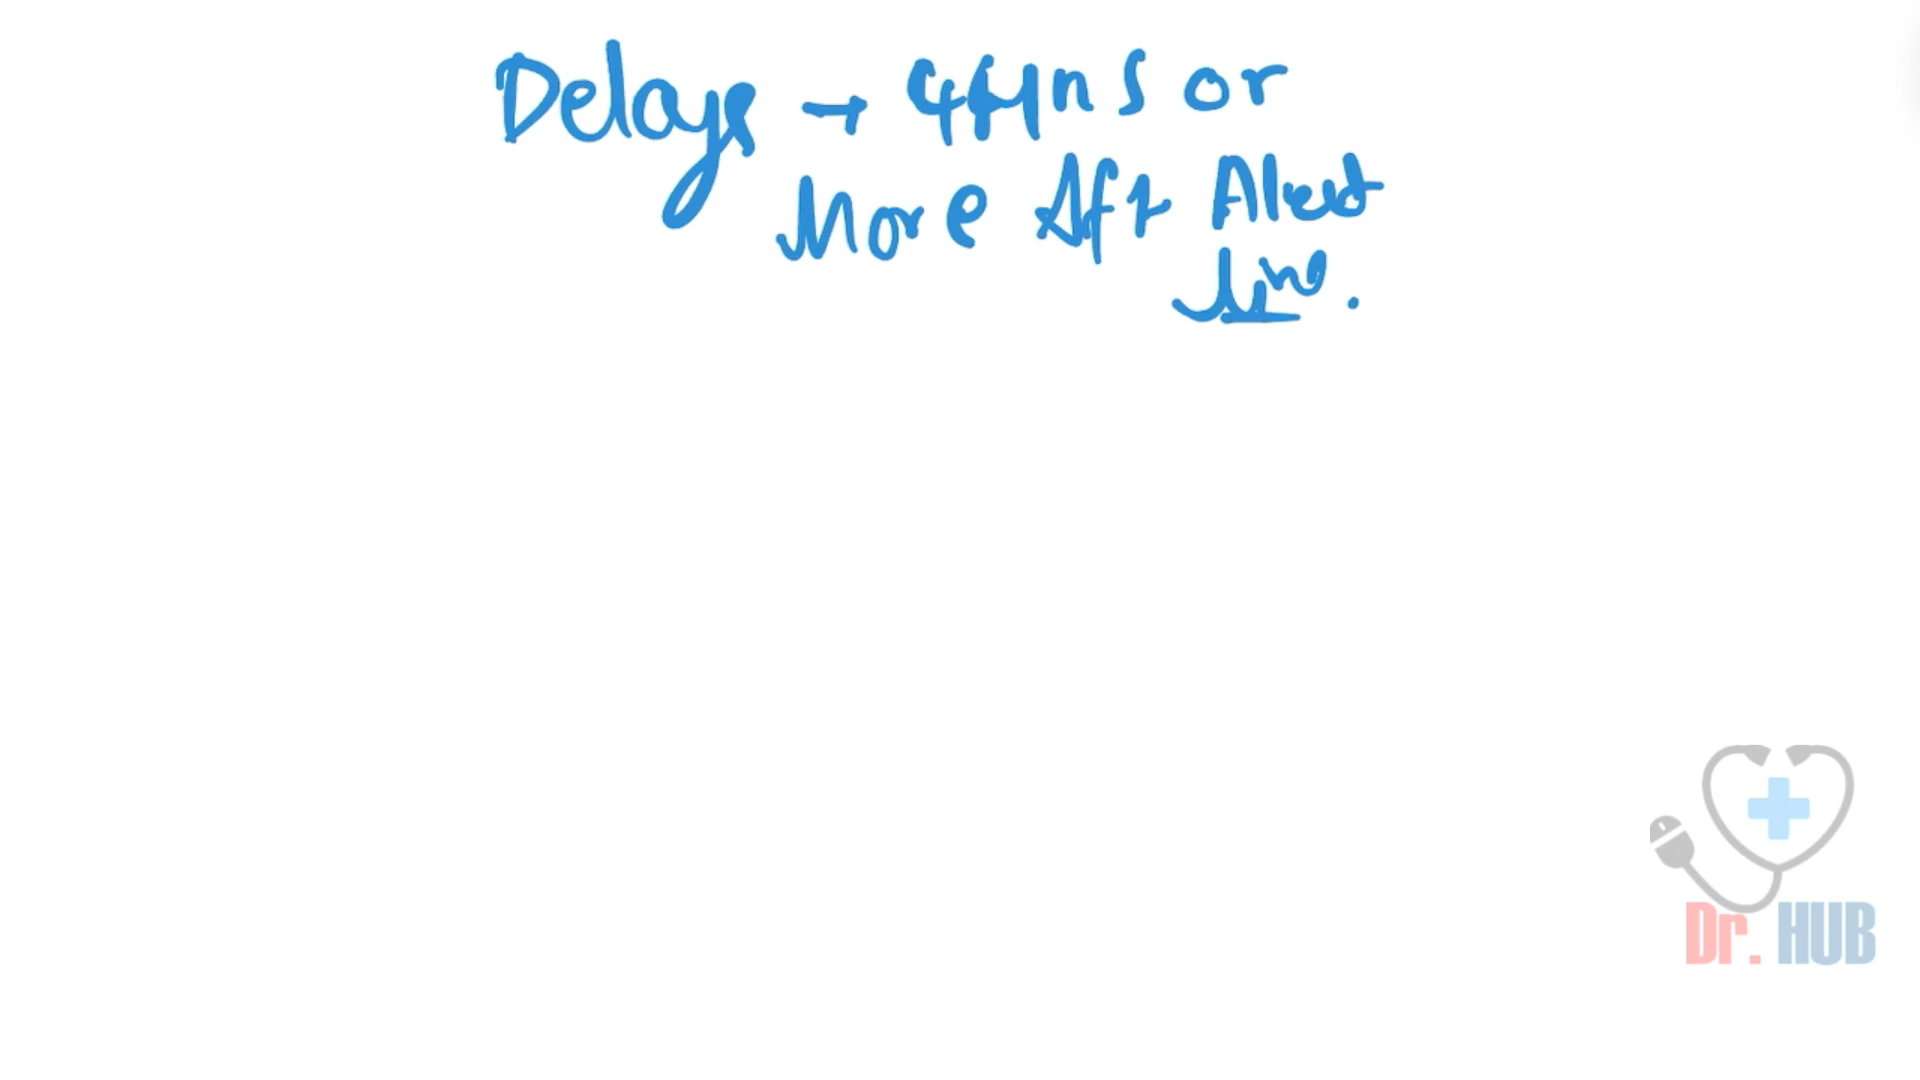 Delays → 4Hrs or
More Aft Alert
line.
Dr. HUB